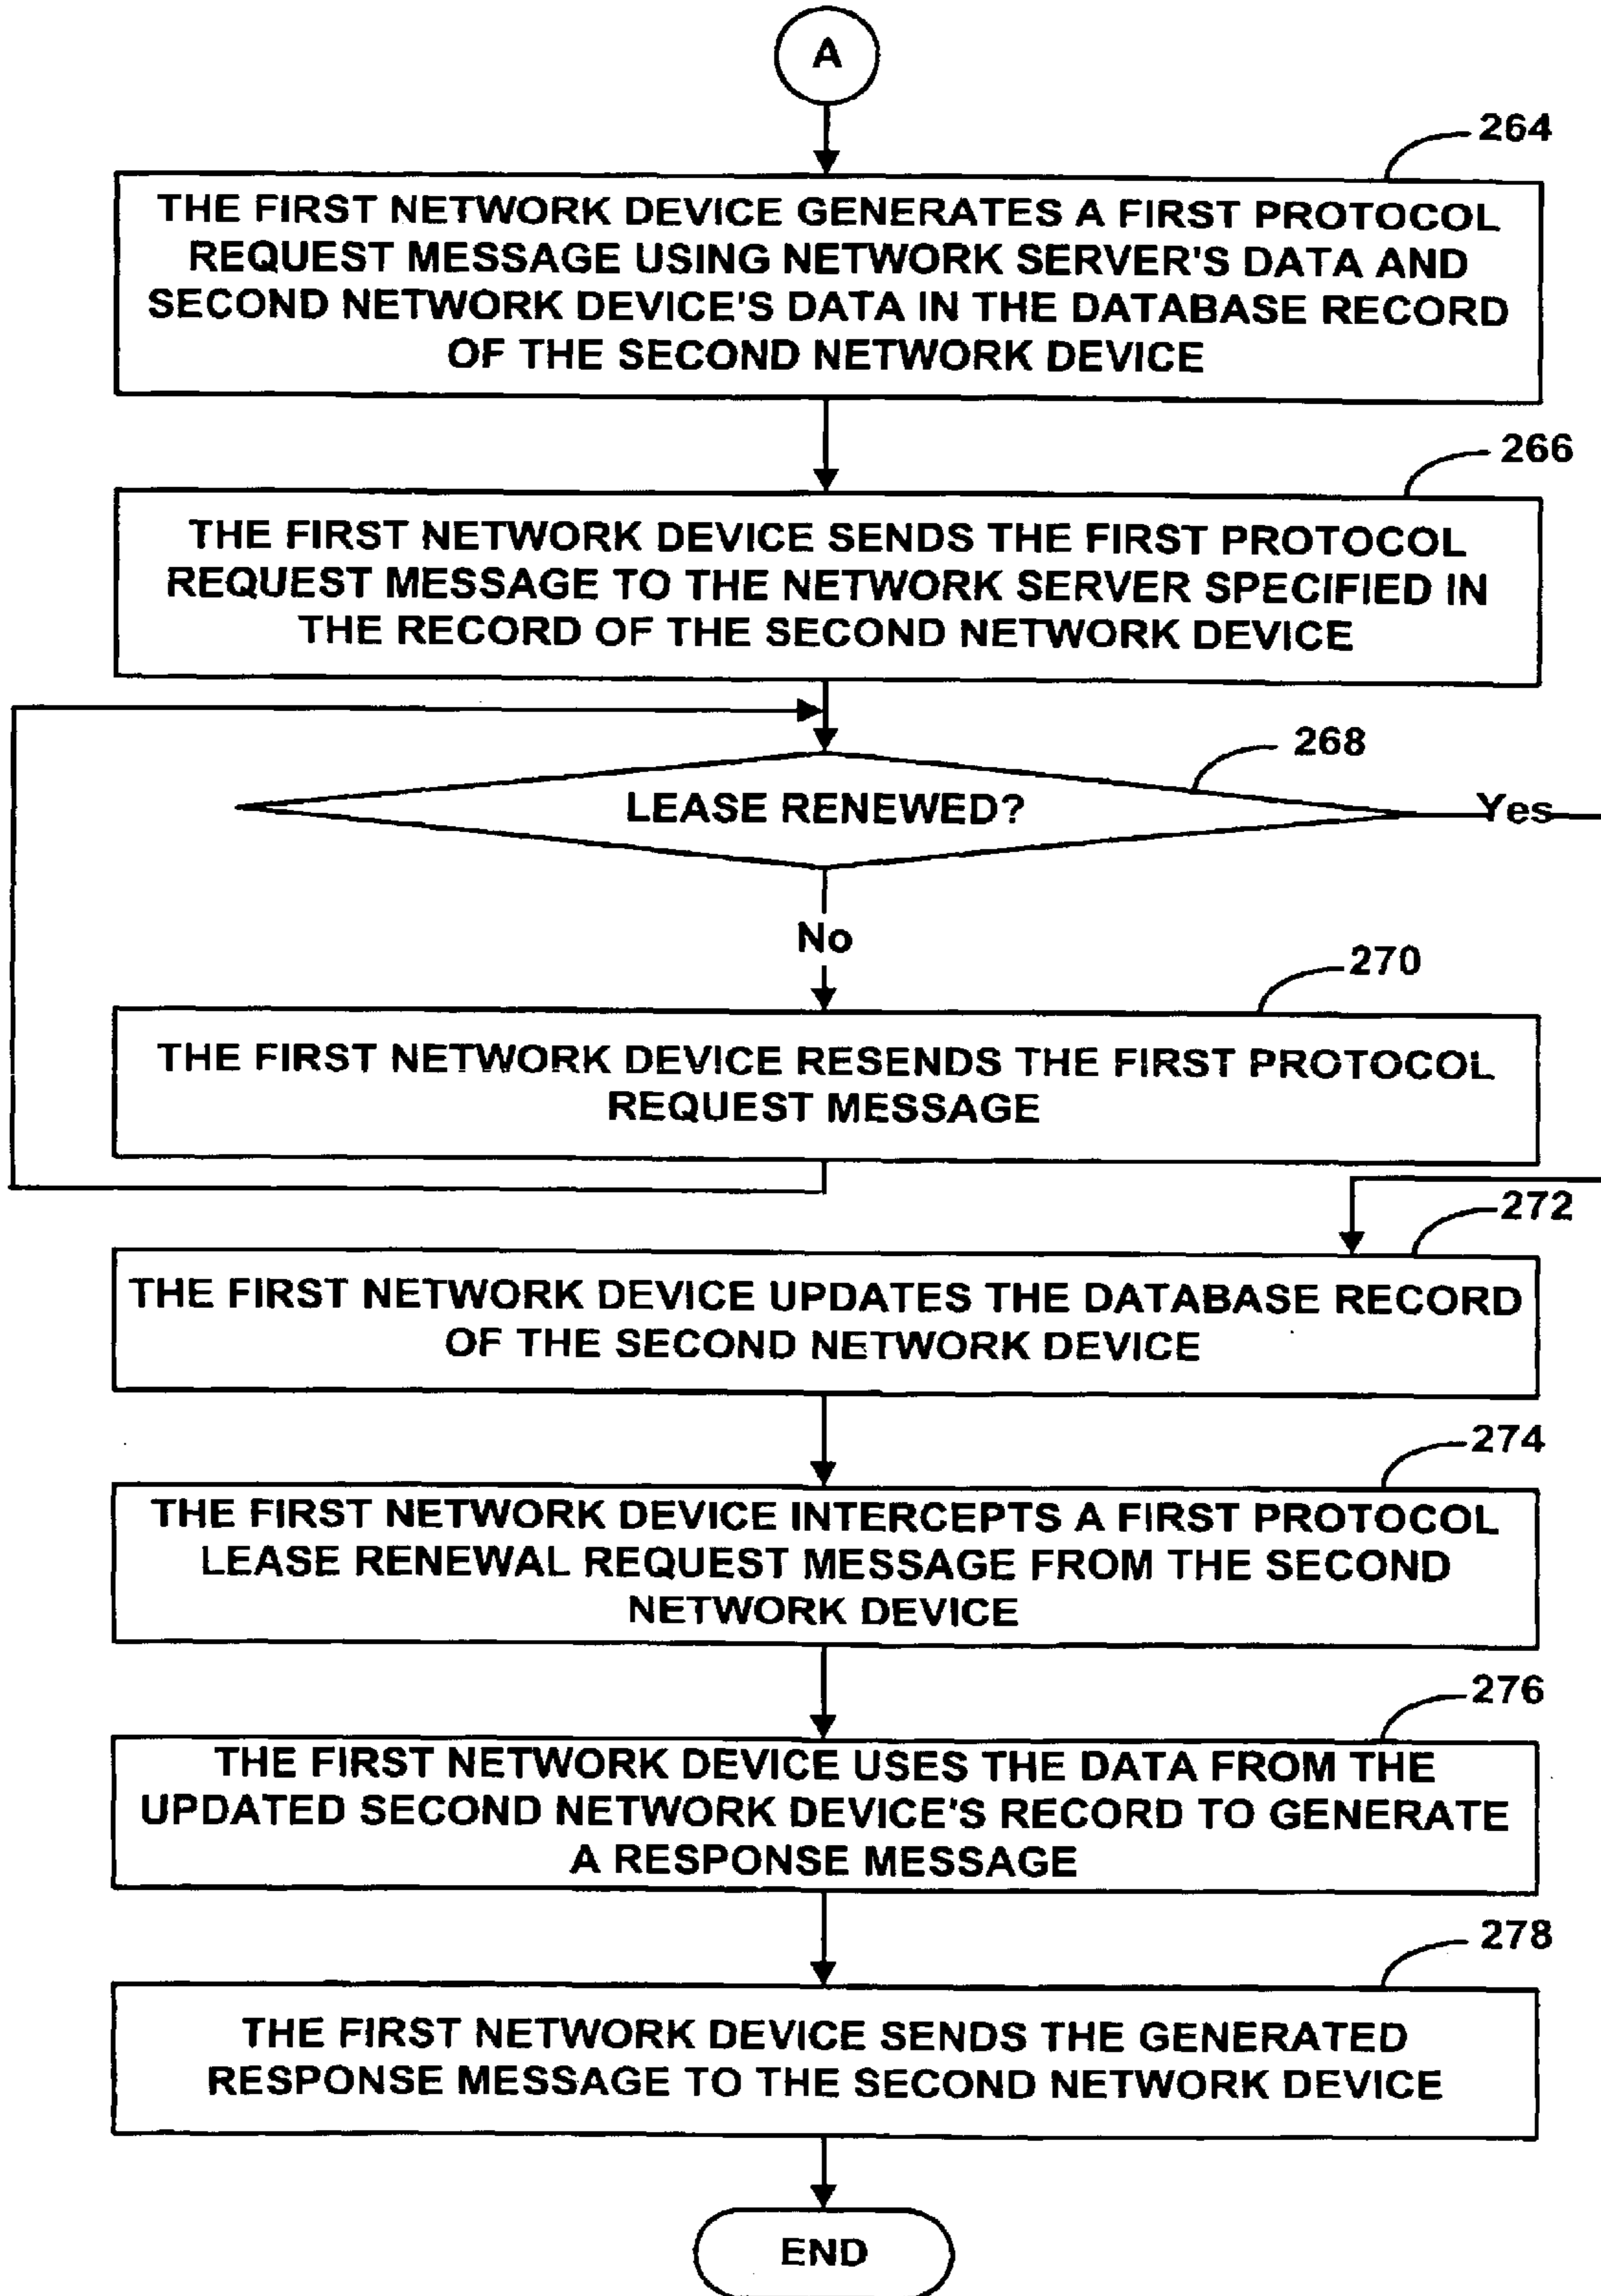 A
264
THE FIRST NETWORK DEVICE GENERATES A FIRST PROTOCOL
REQUEST MESSAGE USING NETWORK SERVER'S DATA AND
SECOND NETWORK DEVICE'S DATA IN THE DATABASE RECORD
OF THE SECOND NETWORK DEVICE
266
THE FIRST NETWORK DEVICE SENDS THE FIRST PROTOCOL
REQUEST MESSAGE TO THE NETWORK SERVER SPECIFIED IN
THE RECORD OF THE SECOND NETWORK DEVICE
268
LEASE RENEWED?
Yes
No
270
THE FIRST NETWORK DEVICE RESENDS THE FIRST PROTOCOL
REQUEST MESSAGE
272
THE FIRST NETWORK DEVICE UPDATES THE DATABASE RECORD
OF THE SECOND NETWORK DEVICE
274
THE FIRST NETWORK DEVICE INTERCEPTS A FIRST PROTOCOL
LEASE RENEWAL REQUEST MESSAGE FROM THE SECOND
NETWORK DEVICE
276
THE FIRST NETWORK DEVICE USES THE DATA FROM THE
UPDATED SECOND NETWORK DEVICE'S RECORD TO GENERATE
A RESPONSE MESSAGE
278
THE FIRST NETWORK DEVICE SENDS THE GENERATED
RESPONSE MESSAGE TO THE SECOND NETWORK DEVICE
END